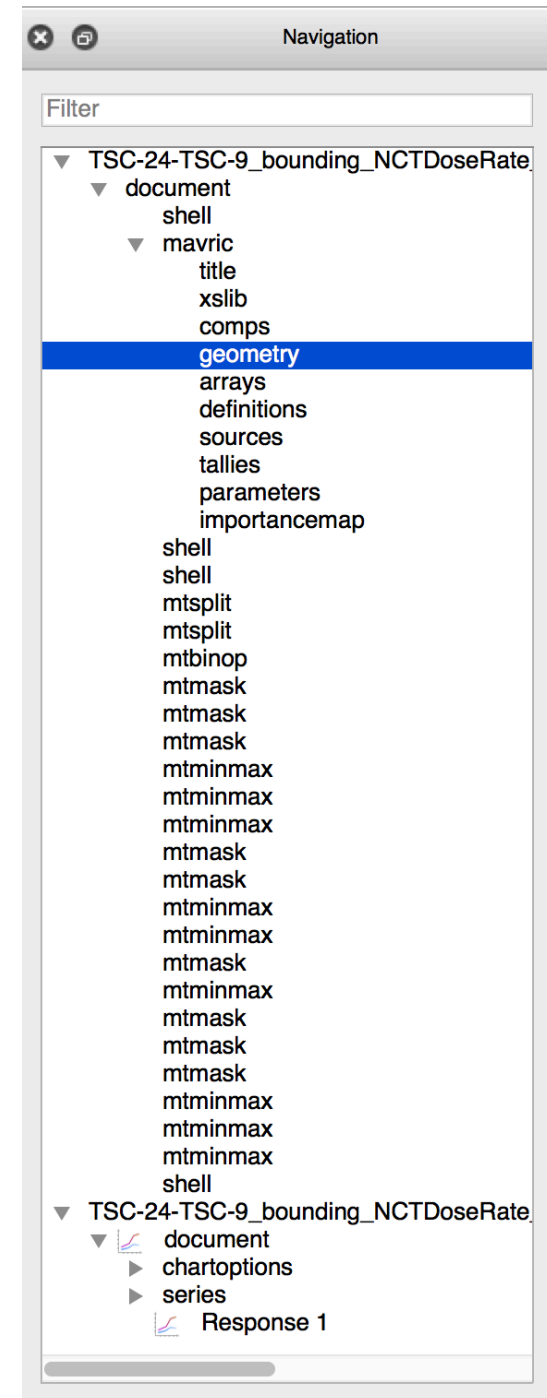 Navigation
Filter
TSC-24-TSC-9_bounding_NCTDoseRate_
document
shell
mavric
title
xslib
comps
geometry
arrays
definitions
sources
tallies
parameters
importancemap
shell
shell
mtsplit
mtsplit
mtbinop
mtmask
mtmask
mtmask
mtminmax
mtminmax
mtminmax
mtmask
mtmask
mtminmax
mtminmax
mtmask
mtminmax
mtmask
mtmask
mtmask
mtminmax
mtminmax
mtminmax
shell
TSC-24-TSC-9_bounding_NCTDoseRate_
document
chartoptions
series
Response 1